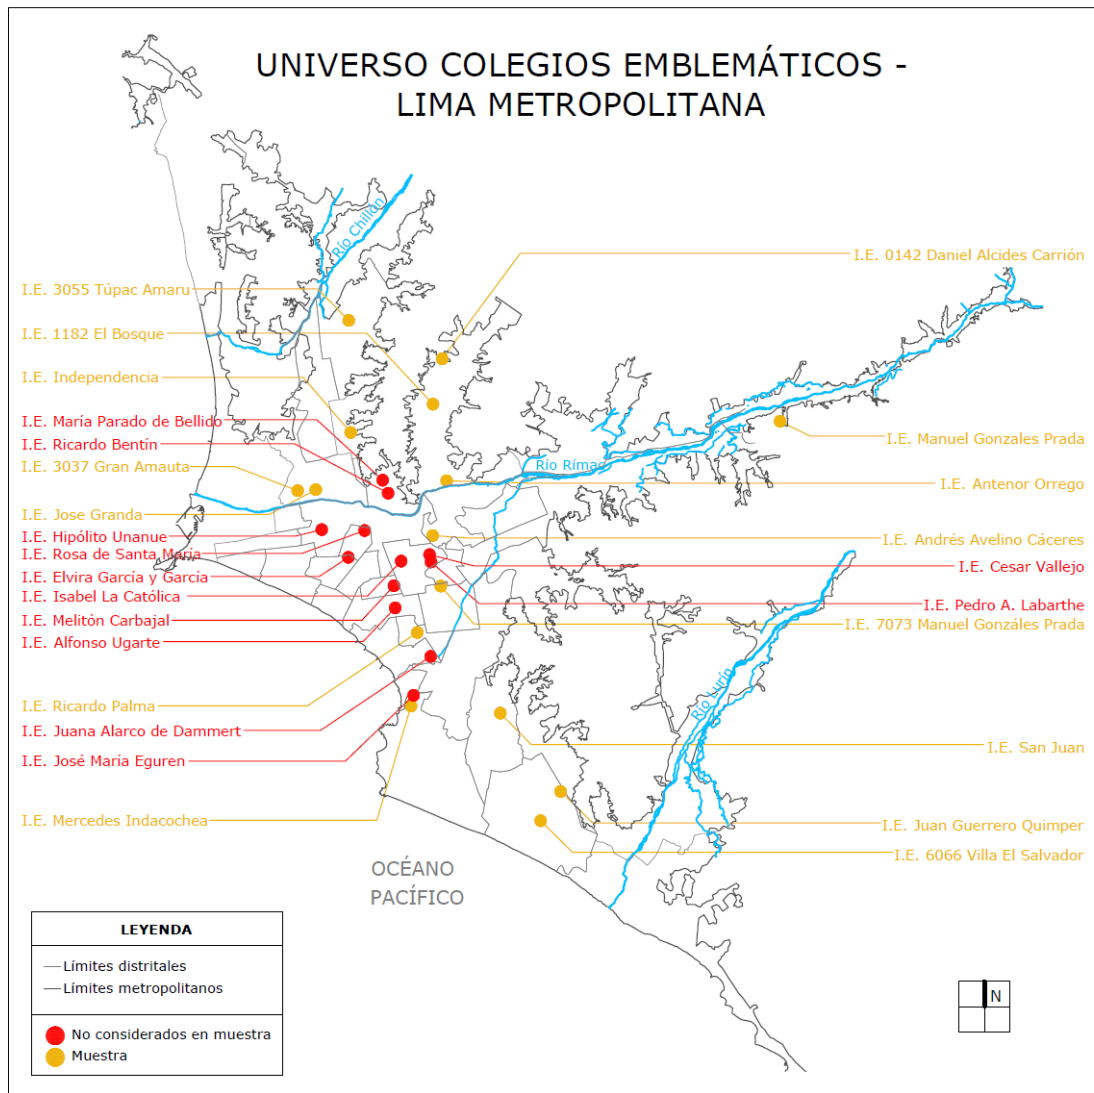 UNIVERSO COLEGIOS EMBLEMÁTICOS -
LIMA METROPOLITANA
Río Chillón
I.E. 0142 Daniel Alcides Carrión
I.E. 3055 Túpac Amaru
I.E. 1182 El Bosque
I.E. Independencia
I.E. María Parado de Bellido
I.E. Ricardo Bentín
I.E. 3037 Gran Amauta
I.E. Jose Granda
I.E. Hipólito Unanue
I.E. Rosa de Santa María
I.E. Elvira García y García
I.E. Isabel La Católica
I.E. Melitón Carbajal
I.E. Alfonso Ugarte
I.E. Ricardo Palma
I.E. Juana Alarco de Dammert
I.E. José María Eguren
I.E. Mercedes Indacochea
I.E. Manuel Gonzales Prada
Río Rímac
I.E. Antenor Orrego
I.E. Andrés Avelino Cáceres
I.E. Cesar Vallejo
I.E. Pedro A. Labarthe
I.E. 7073 Manuel Gonzáles Prada
Río Lurín
I.E. San Juan
I.E. Juan Guerrero Quimper
I.E. 6066 Villa El Salvador
OCÉANO
PACÍFICO
LEYENDA
Límites distritales
Límites metropolitanos
No considerados en muestra
Muestra
N